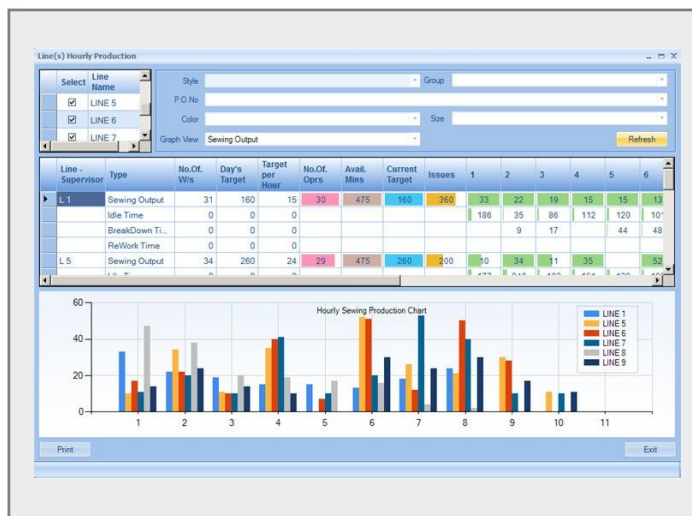 Line(s) Hourly Production
Select Line Name
LINE 5
LINE 6
LINE 7
Style
Group
P.O.No
Color
Size
Graph View Sewing Output
Refresh
Line - Supervisor Type No.Of. W/s Day's Target Target per Hour No.Of. Oprs Avail. Mins Current Target Issues 1 2 3 4 5 6
L 1 Sewing Output 31 160 15 30 475 160 360 33 22 19 15 15 13
Idle Time 0 0 0 186 35 86 112 120 101
BreakDown Ti... 0 0 0 9 17 44 48
ReWork Time 0 0 0
L 5 Sewing Output 34 260 24 29 475 260 200 10 34 11 35 52
Hourly Sewing Production Chart
60
40
20
0
1 2 3 4 5 6 7 8 9 10 11
LINE 1
LINE 5
LINE 6
LINE 7
LINE 8
LINE 9
Print
Exit